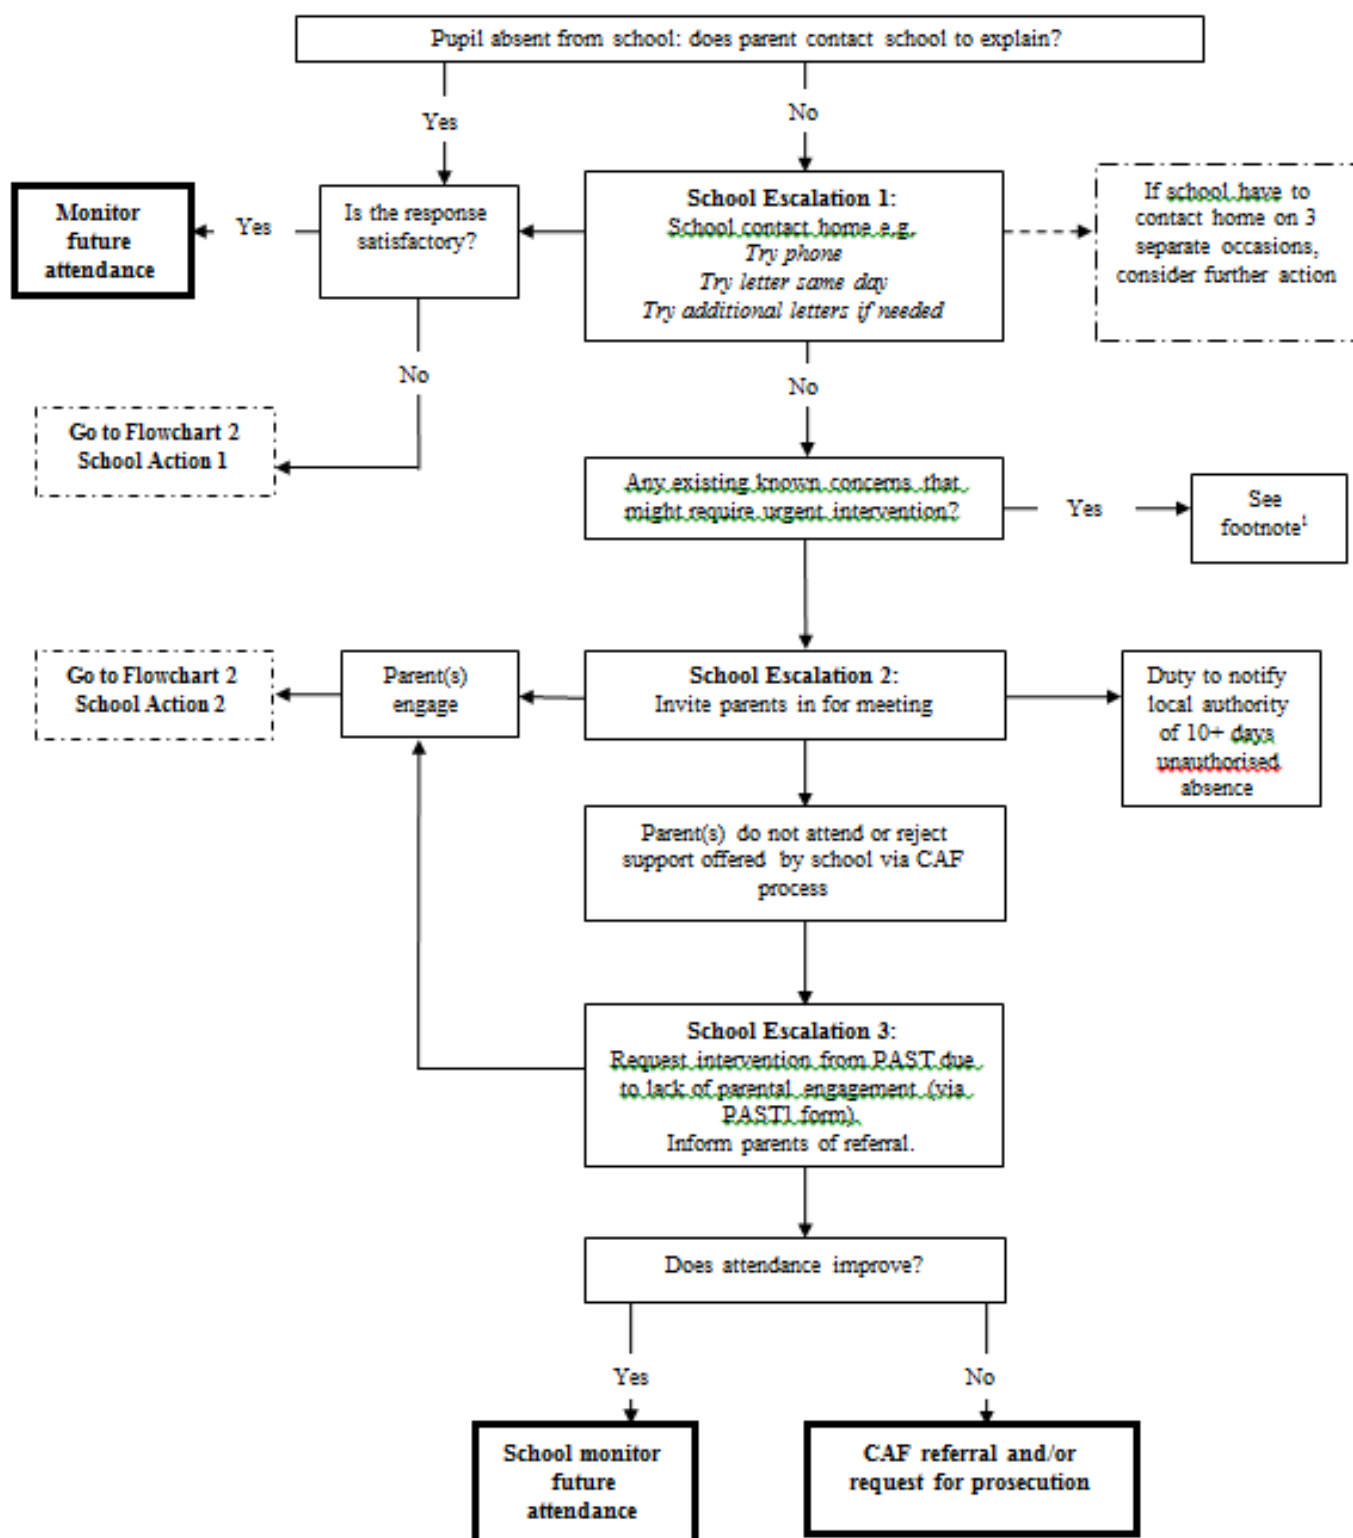 Pupil absent from school: does parent contact school to explain?
Yes
No
Monitor
future
attendance
Yes
Is the response
satisfactory?
School Escalation 1:
School contact home e.g.
Try phone
Try letter same day
Try additional letters if needed
If school have to
contact home on 3
separate occasions,
consider further action
No
No
Go to Flowchart 2
School Action 1
Any existing known concerns that
might require urgent intervention?
Yes
See
footnote¹
Go to Flowchart 2
School Action 2
Parent(s)
engage
School Escalation 2:
Invite parents in for meeting
Duty to notify
local authority
of 10+ days
unauthorised
absence
Parent(s) do not attend or reject
support offered by school via CAF
process
School Escalation 3:
Request intervention from PAST due
to lack of parental engagement (via
PAST1 form).
Inform parents of referral.
Does attendance improve?
Yes
No
School monitor
future
attendance
CAF referral and/or
request for prosecution